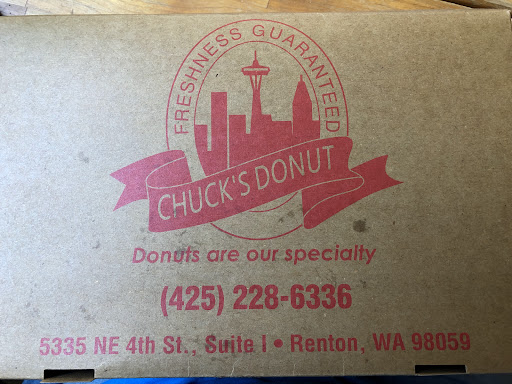 FRESHNESS GUARANTEED
CHUCK'S DONUT
Donuts are our specialty
(425) 228-6336
5335 NE 4th St., Suite I • Renton, WA 98059